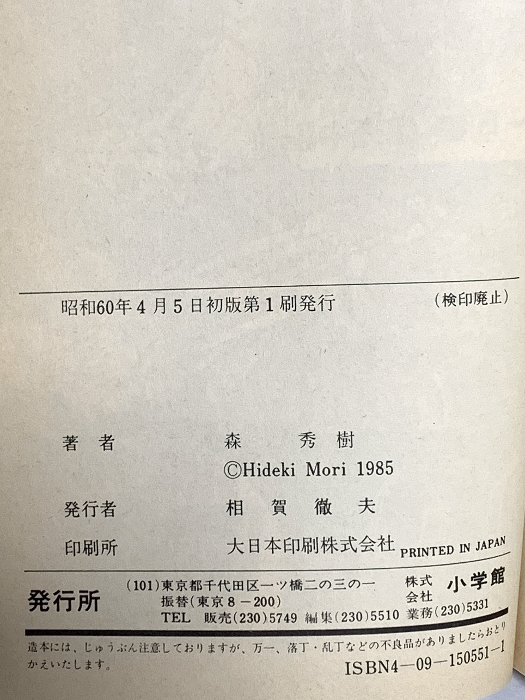 昭和60年4月5日初版第1刷発行 (検印廃止)
著者 森秀樹
©Hideki Mori 1985
発行者 相賀徹夫
印刷所 大日本印刷株式会社 PRINTED IN JAPAN
発行所 (101)東京都千代田区一ツ橋二の三の一 株式会社 小学館
振替(東京8-200)
TEL 販売(230)5749 編集(230)5510 業務(230)5331
造本には、じゅうぶん注意しておりますが、万一、落丁・乱丁などの不良品がありましたらおとり
かえいたします。 ISBN4-09-150551-1